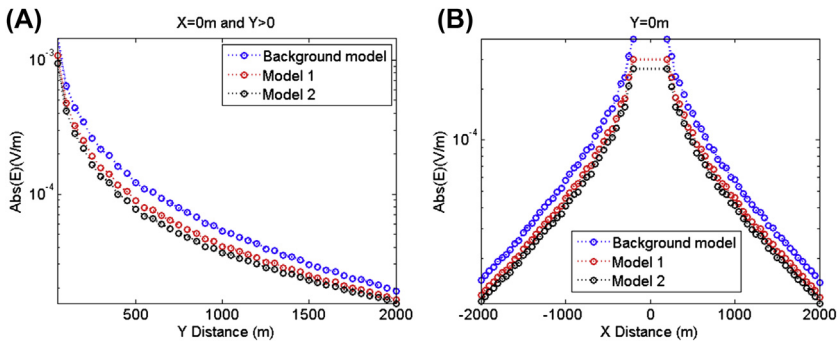 (A)
X=0m and Y>0
Abs(E)(V/m)
10⁻³
10⁻⁴
Background model
Model 1
Model 2
500
1000
1500
2000
Y Distance (m)
(B)
Y=0m
Abs(E)(V/m)
10⁻⁴
Background model
Model 1
Model 2
-2000
-1000
0
1000
2000
X Distance (m)